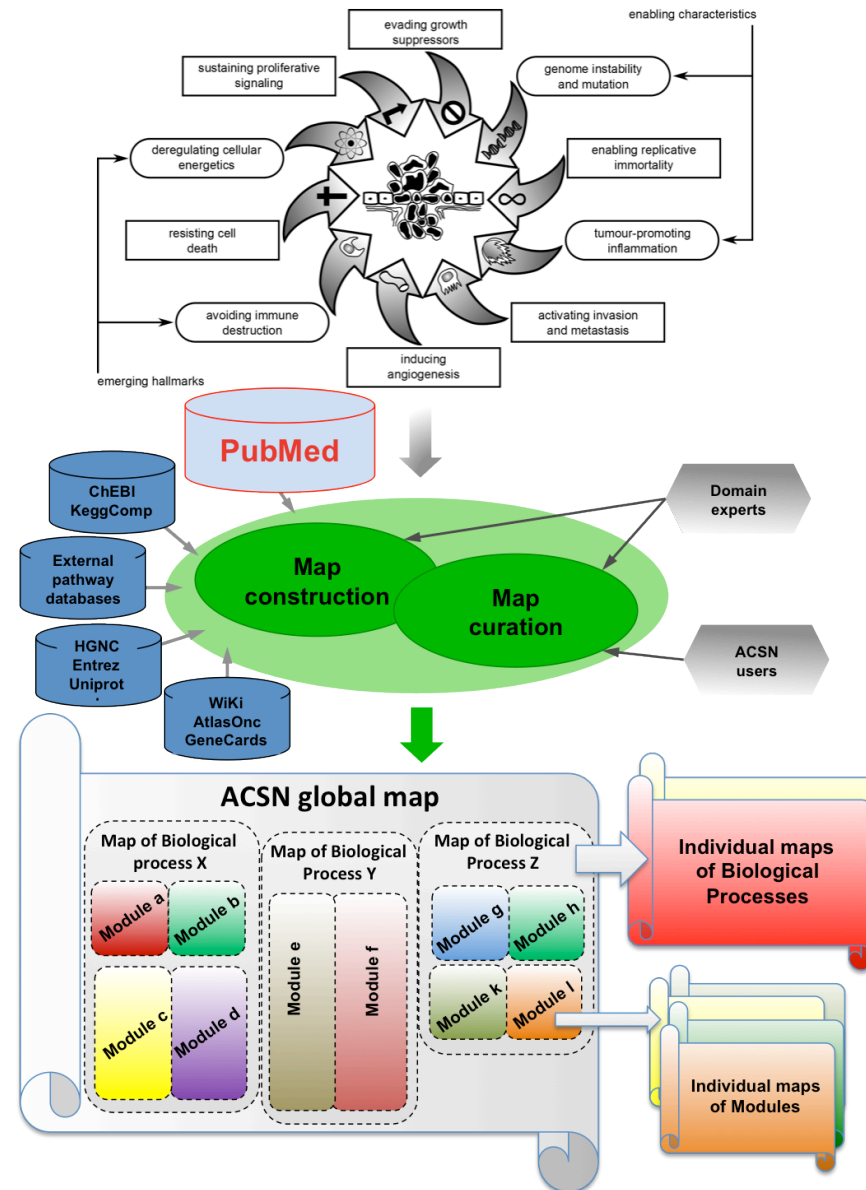 evading growth
suppressors
enabling characteristics
sustaining proliferative
signaling
genome instability
and mutation
deregulating cellular
energetics
enabling replicative
immortality
resisting cell
death
tumour-promoting
inflammation
avoiding immune
destruction
activating invasion
and metastasis
inducing
angiogenesis
emerging hallmarks
PubMed
ChEBI
KeggComp
Domain
experts
External
pathway
databases
Map
construction
Map
curation
HGNC
Entrez
Uniprot
.
ACSN
users
WiKi
AtlasOnc
GeneCards
ACSN global map
Map of Biological
process X
Map of Biological
Process Y
Map of Biological
Process Z
Module a
Module b
Module c
Module d
Module e
Module f
Module g
Module h
Module k
Module l
Individual maps
of Biological
Processes
Individual maps
of Modules